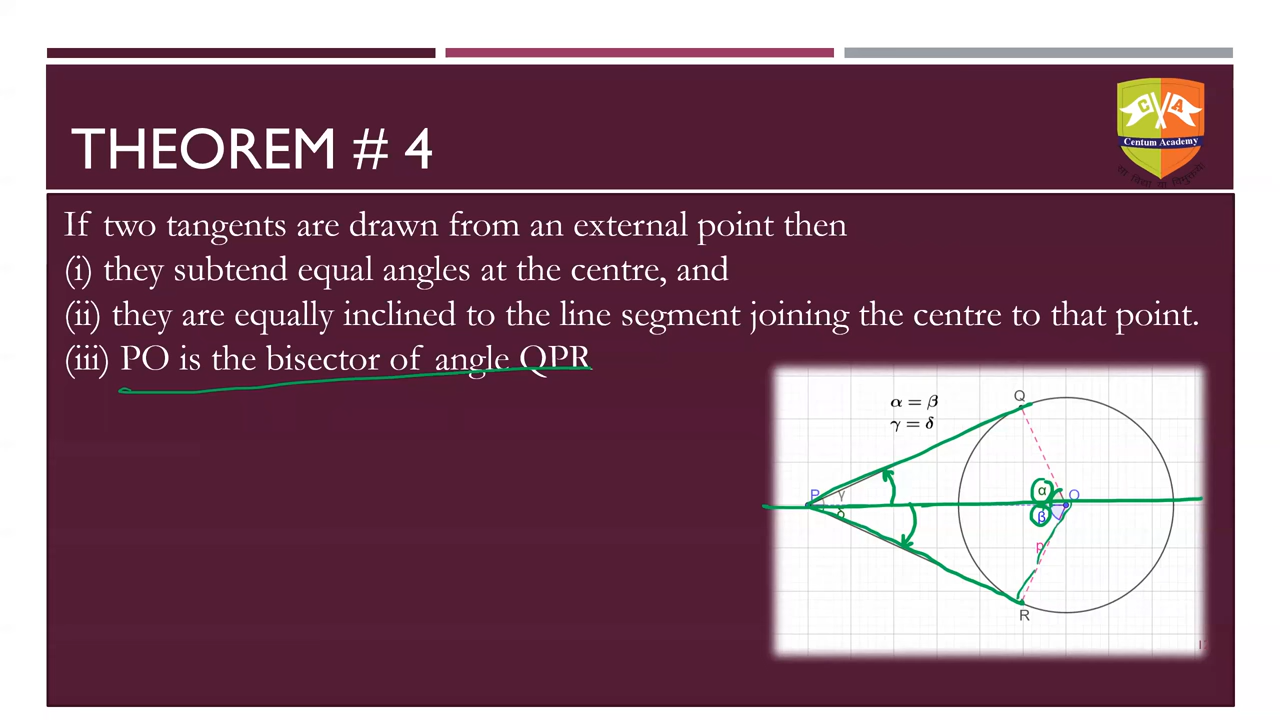 THEOREM # 4
C A
Centum Academy
If two tangents are drawn from an external point then
(i) they subtend equal angles at the centre, and
(ii) they are equally inclined to the line segment joining the centre to that point.
(iii) PO is the bisector of angle QPR
α = β
γ = δ
Q
P
γ
δ
α
O
β
p
R